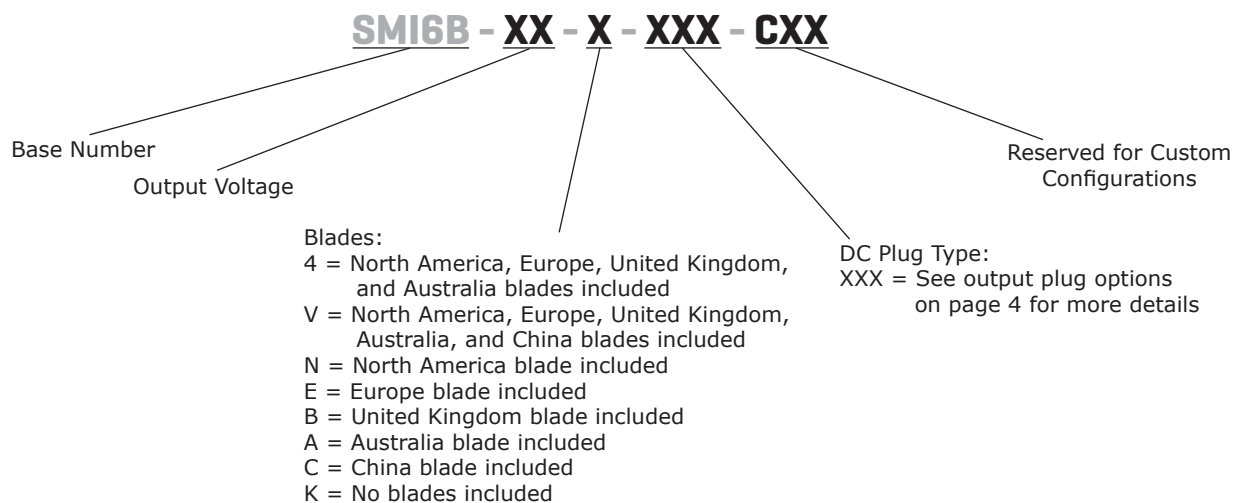 SMI6B - XX - X - XXX - CXX
Base Number
Output Voltage
Reserved for Custom
Configurations
Blades:
4 = North America, Europe, United Kingdom,
and Australia blades included
V = North America, Europe, United Kingdom,
Australia, and China blades included
N = North America blade included
E = Europe blade included
B = United Kingdom blade included
A = Australia blade included
C = China blade included
K = No blades included
DC Plug Type:
XXX = See output plug options
on page 4 for more details